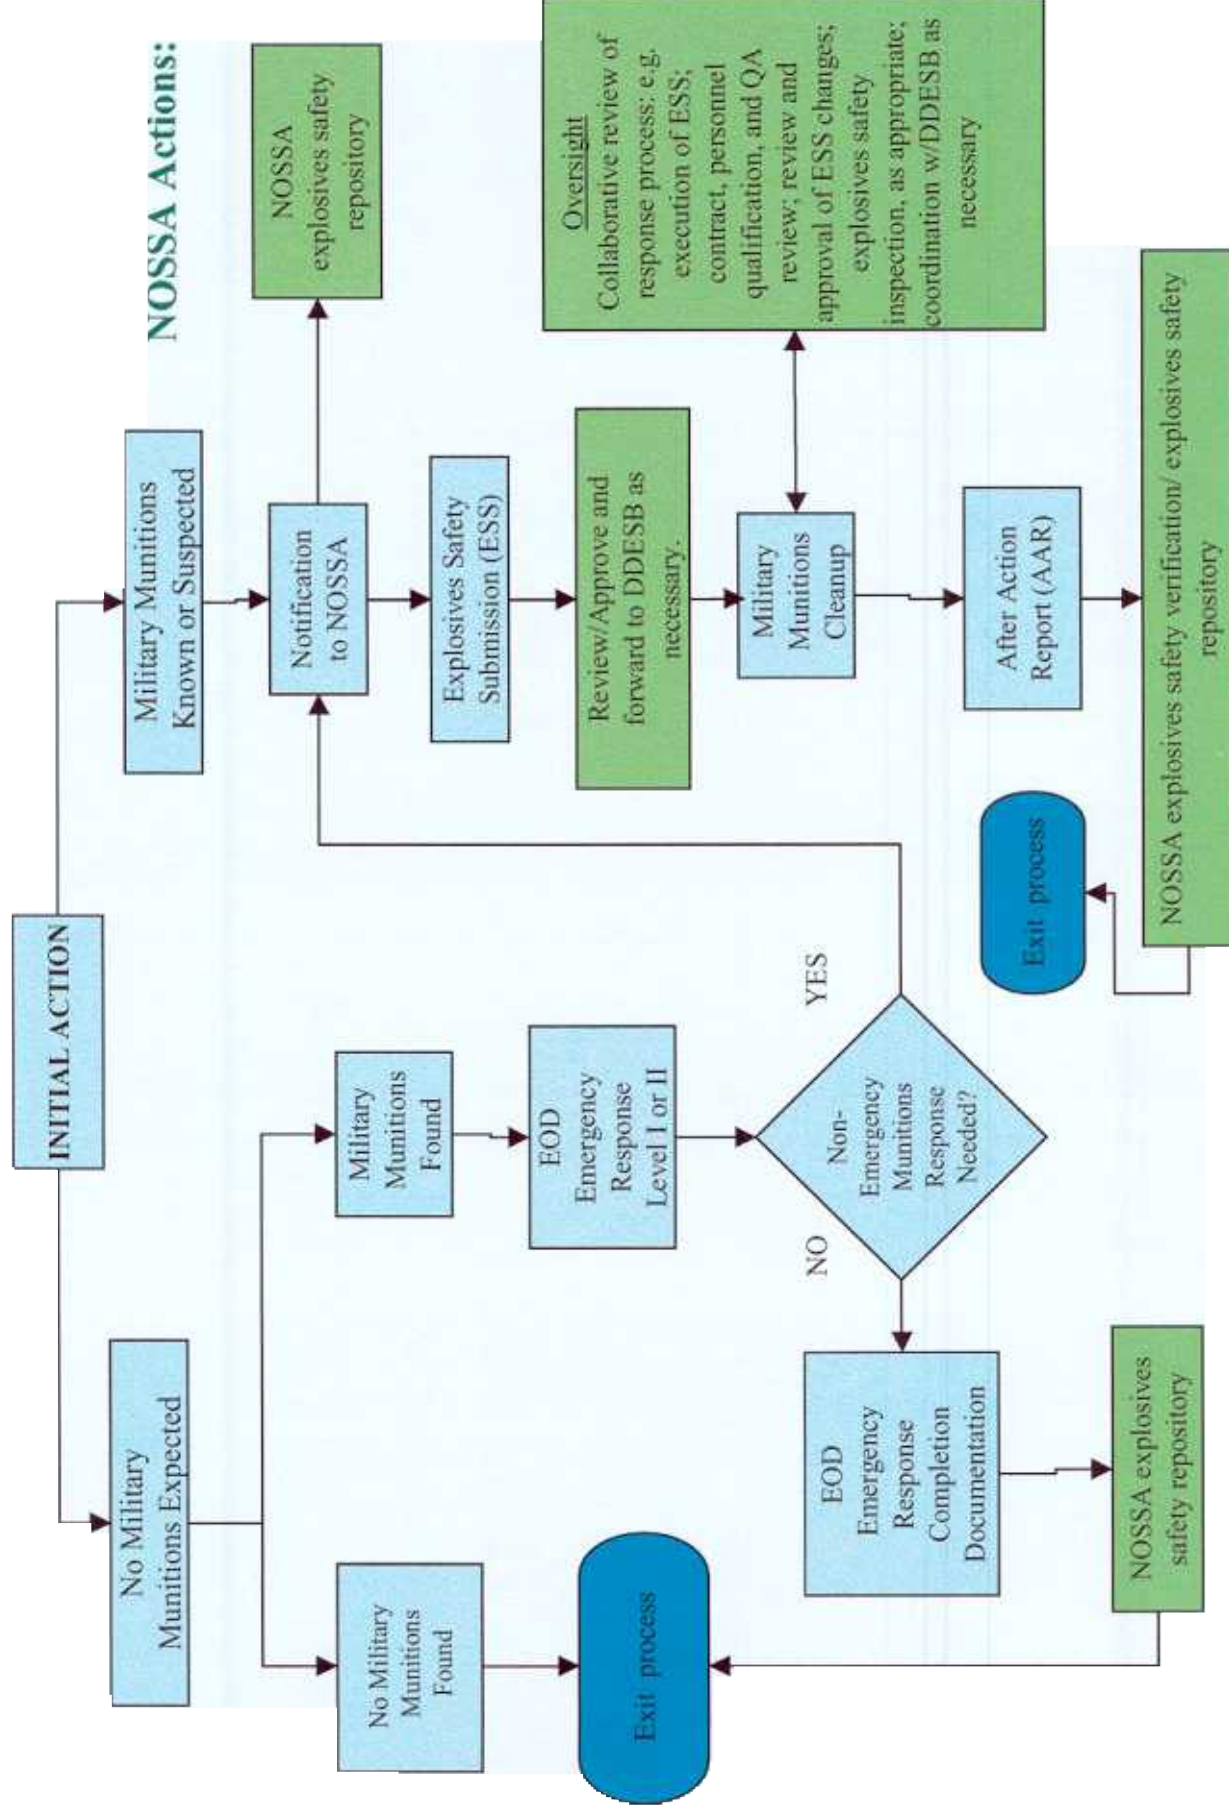 NOSSA Actions:
INITIAL ACTION
No Military
Munitions Expected
Military Munitions
Known or Suspected
No Military
Munitions
Found
Military
Munitions
Found
Notification
to NOSSA
NOSSA
explosives safety
repository
Exit process
EOD
Emergency
Response
Level I or II
Explosives Safety
Submission (ESS)
Review/Approve and
forward to DDESB as
necessary.
Oversight
Collaborative review of
response process: e.g.
execution of ESS;
contract, personnel
qualification, and QA
review; review and
approval of ESS changes;
explosives safety
inspection, as appropriate;
coordination w/DDESB as
necessary
NO
Non-
Emergency
Munitions
Response
Needed?
YES
Military
Munitions
Cleanup
EOD
Emergency
Response
Completion
Documentation
After Action
Report (AAR)
Exit process
NOSSA explosives
safety repository
NOSSA explosives safety verification/ explosives safety
repository